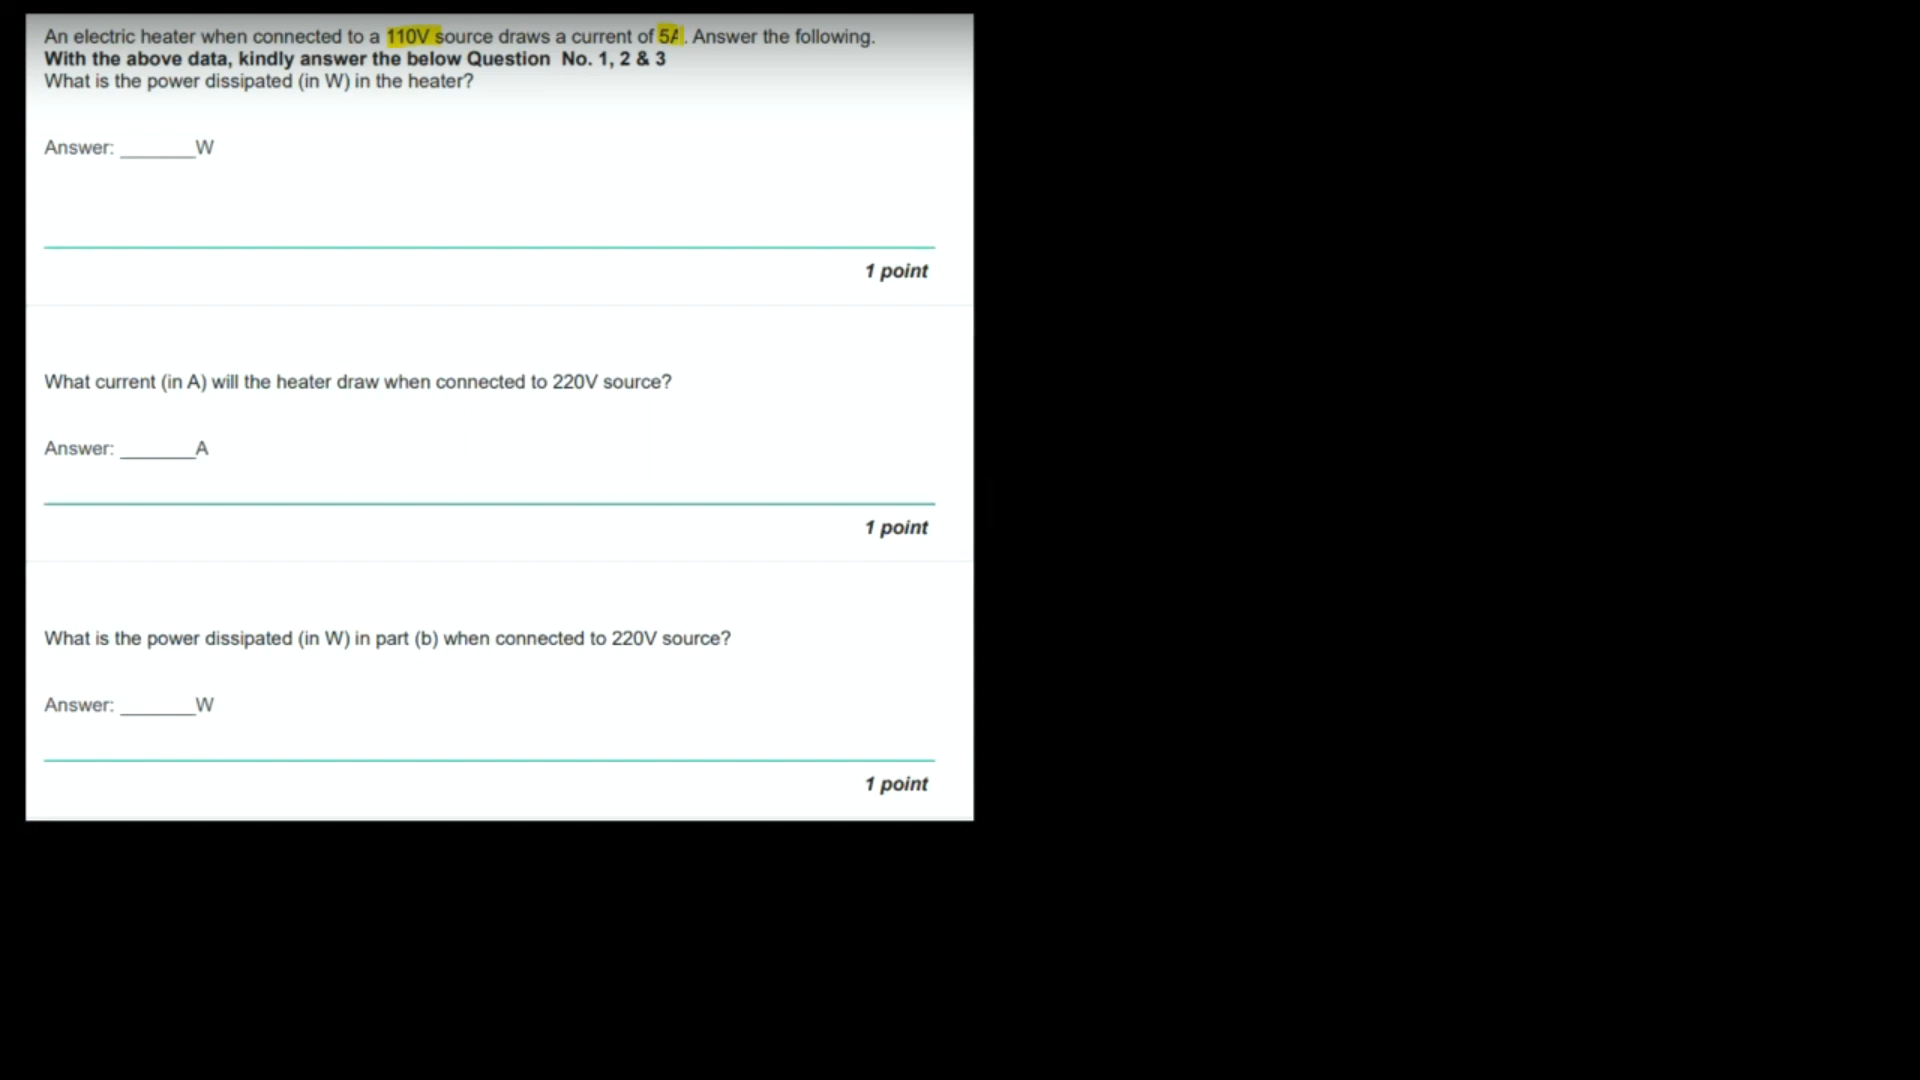 An electric heater when connected to a 110V source draws a current of 5A. Answer the following.
With the above data, kindly answer the below Question No. 1, 2 & 3
What is the power dissipated (in W) in the heater?
Answer: _______W
1 point
What current (in A) will the heater draw when connected to 220V source?
Answer: _______A
1 point
What is the power dissipated (in W) in part (b) when connected to 220V source?
Answer: _______W
1 point